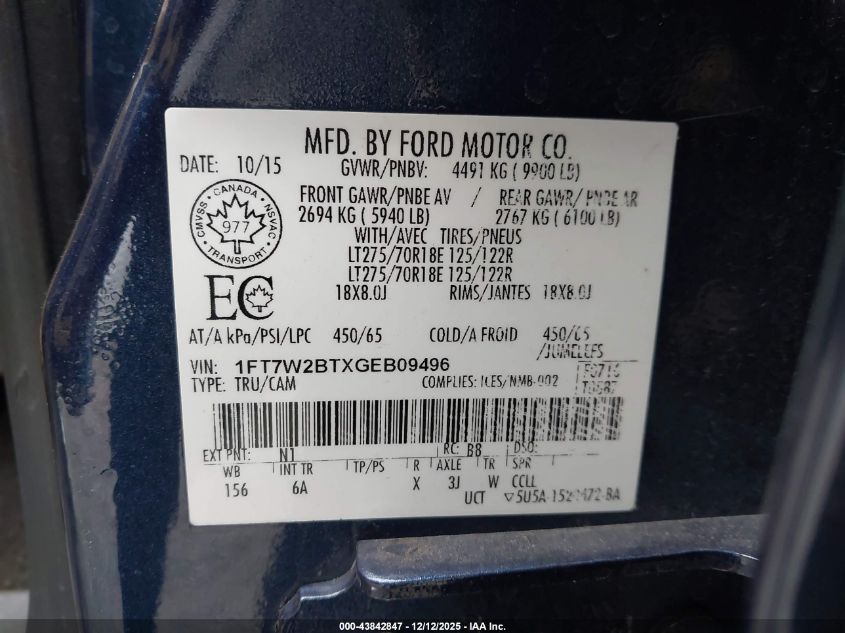 MFD. BY FORD MOTOR CO.
DATE: 10/15 GVWR/PNBV: 4491 KG ( 9900 LB)
FRONT GAWR/PNBE AV / REAR GAWR/ PNBE AR
2694 KG ( 5940 LB) 2767 KG ( 6100 LB)
WITH/AVEC TIRES/PNEUS
LT275/70R18E 125/122R
LT275/70R18E 125/122R
18X8.0J RIMS/JANTES 18X8.0J
CMVSS · CANADA · NSVAC
977
TRANSPORT
EC
AT/A kPa/PSI/LPC 450/65 COLD/A FROID 450/65
/JUMELEES
VIN: 1FT7W2BTXGEB09496
TYPE: TRU/CAM COMPLIES: ICES/NMB-002
EXT PNT: N1 RC: B8 DSO:
WB INT TR TP/PS R AXLE TR SPR
156 6A X 3J W CCLL
UCT
000-43842847 - 12/12/2025 - IAA Inc.